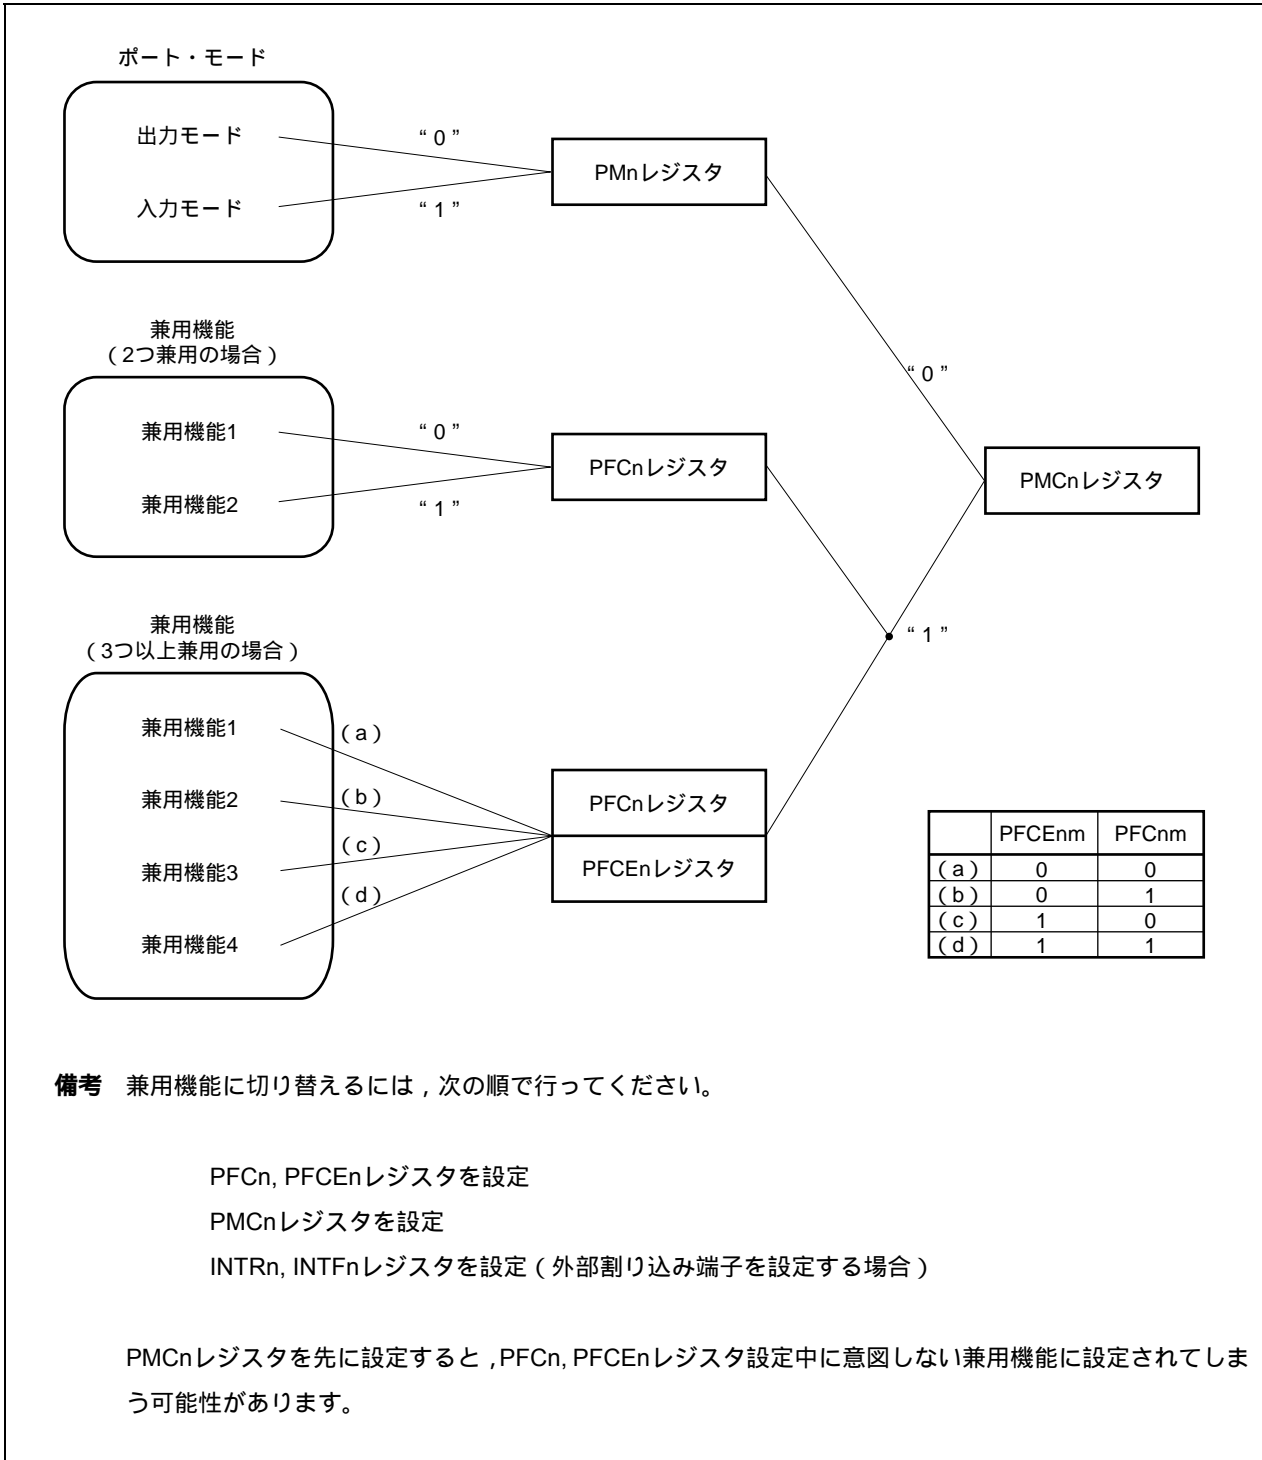 ポート・モード
出力モード
“ 0 ”
PMnレジスタ
入力モード
“ 1 ”
兼用機能
（2つ兼用の場合）
“ 0 ”
兼用機能1
“ 0 ”
PFCnレジスタ
PMCnレジスタ
兼用機能2
“ 1 ”
兼用機能
（3つ以上兼用の場合）
“ 1 ”
兼用機能1
（a）
兼用機能2
（b）
PFCnレジスタ
（c）
兼用機能3
PFCEnレジスタ
（d）
兼用機能4
PFCEnm PFCnm
（a） 0 0
（b） 0 1
（c） 1 0
（d） 1 1
備考 兼用機能に切り替えるには，次の順で行ってください。
PFCn, PFCEnレジスタを設定
PMCnレジスタを設定
INTRn, INTFnレジスタを設定（外部割り込み端子を設定する場合）
PMCnレジスタを先に設定すると，PFCn, PFCEnレジスタ設定中に意図しない兼用機能に設定されてしま
う可能性があります。